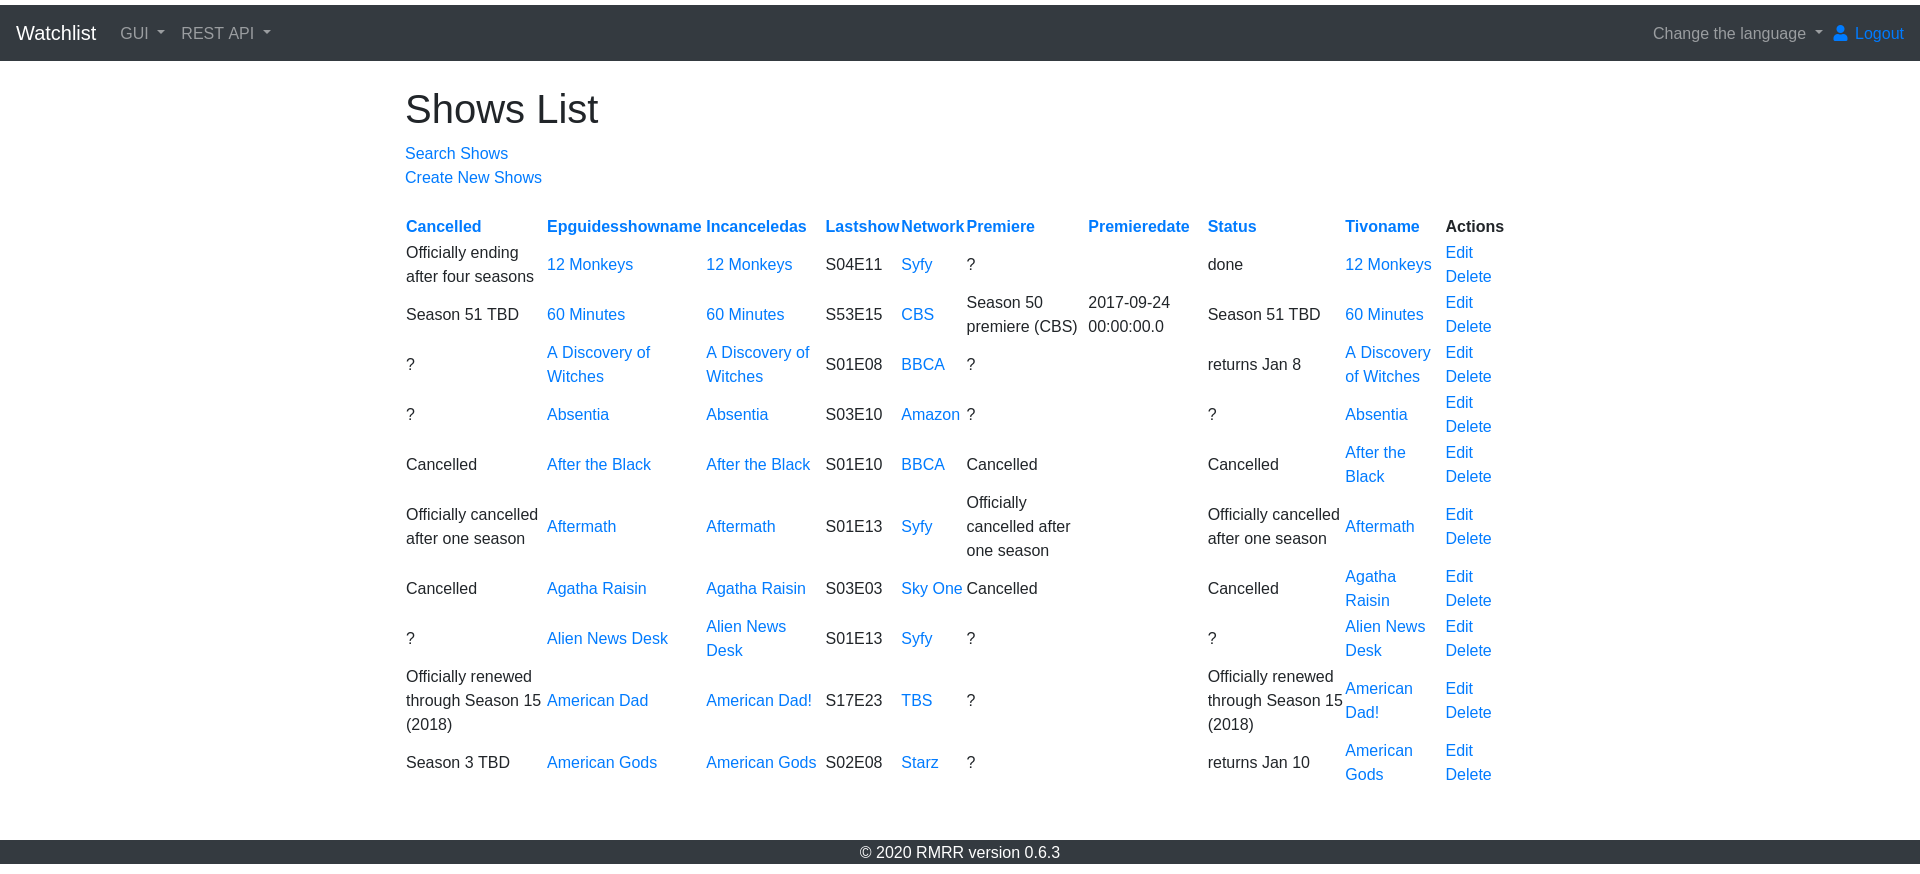 Watchlist GUI REST API Change the language Logout
Shows List
Search Shows
Create New Shows
Cancelled Epguidesshowname Incanceledas Lastshow Network Premiere Premieredate Status Tivoname Actions
Officially ending after four seasons 12 Monkeys 12 Monkeys S04E11 Syfy ? done 12 Monkeys Edit Delete
Season 51 TBD 60 Minutes 60 Minutes S53E15 CBS Season 50 premiere (CBS) 2017-09-24 00:00:00.0 Season 51 TBD 60 Minutes Edit Delete
? A Discovery of Witches A Discovery of Witches S01E08 BBCA ? returns Jan 8 A Discovery of Witches Edit Delete
? Absentia Absentia S03E10 Amazon ? ? Absentia Edit Delete
Cancelled After the Black After the Black S01E10 BBCA Cancelled Cancelled After the Black Edit Delete
Officially cancelled after one season Aftermath Aftermath S01E13 Syfy Officially cancelled after one season Officially cancelled after one season Aftermath Edit Delete
Cancelled Agatha Raisin Agatha Raisin S03E03 Sky One Cancelled Cancelled Agatha Raisin Edit Delete
? Alien News Desk Alien News Desk S01E13 Syfy ? ? Alien News Desk Edit Delete
Officially renewed through Season 15 (2018) American Dad American Dad! S17E23 TBS ? Officially renewed through Season 15 (2018) American Dad! Edit Delete
Season 3 TBD American Gods American Gods S02E08 Starz ? returns Jan 10 American Gods Edit Delete
© 2020 RMRR version 0.6.3